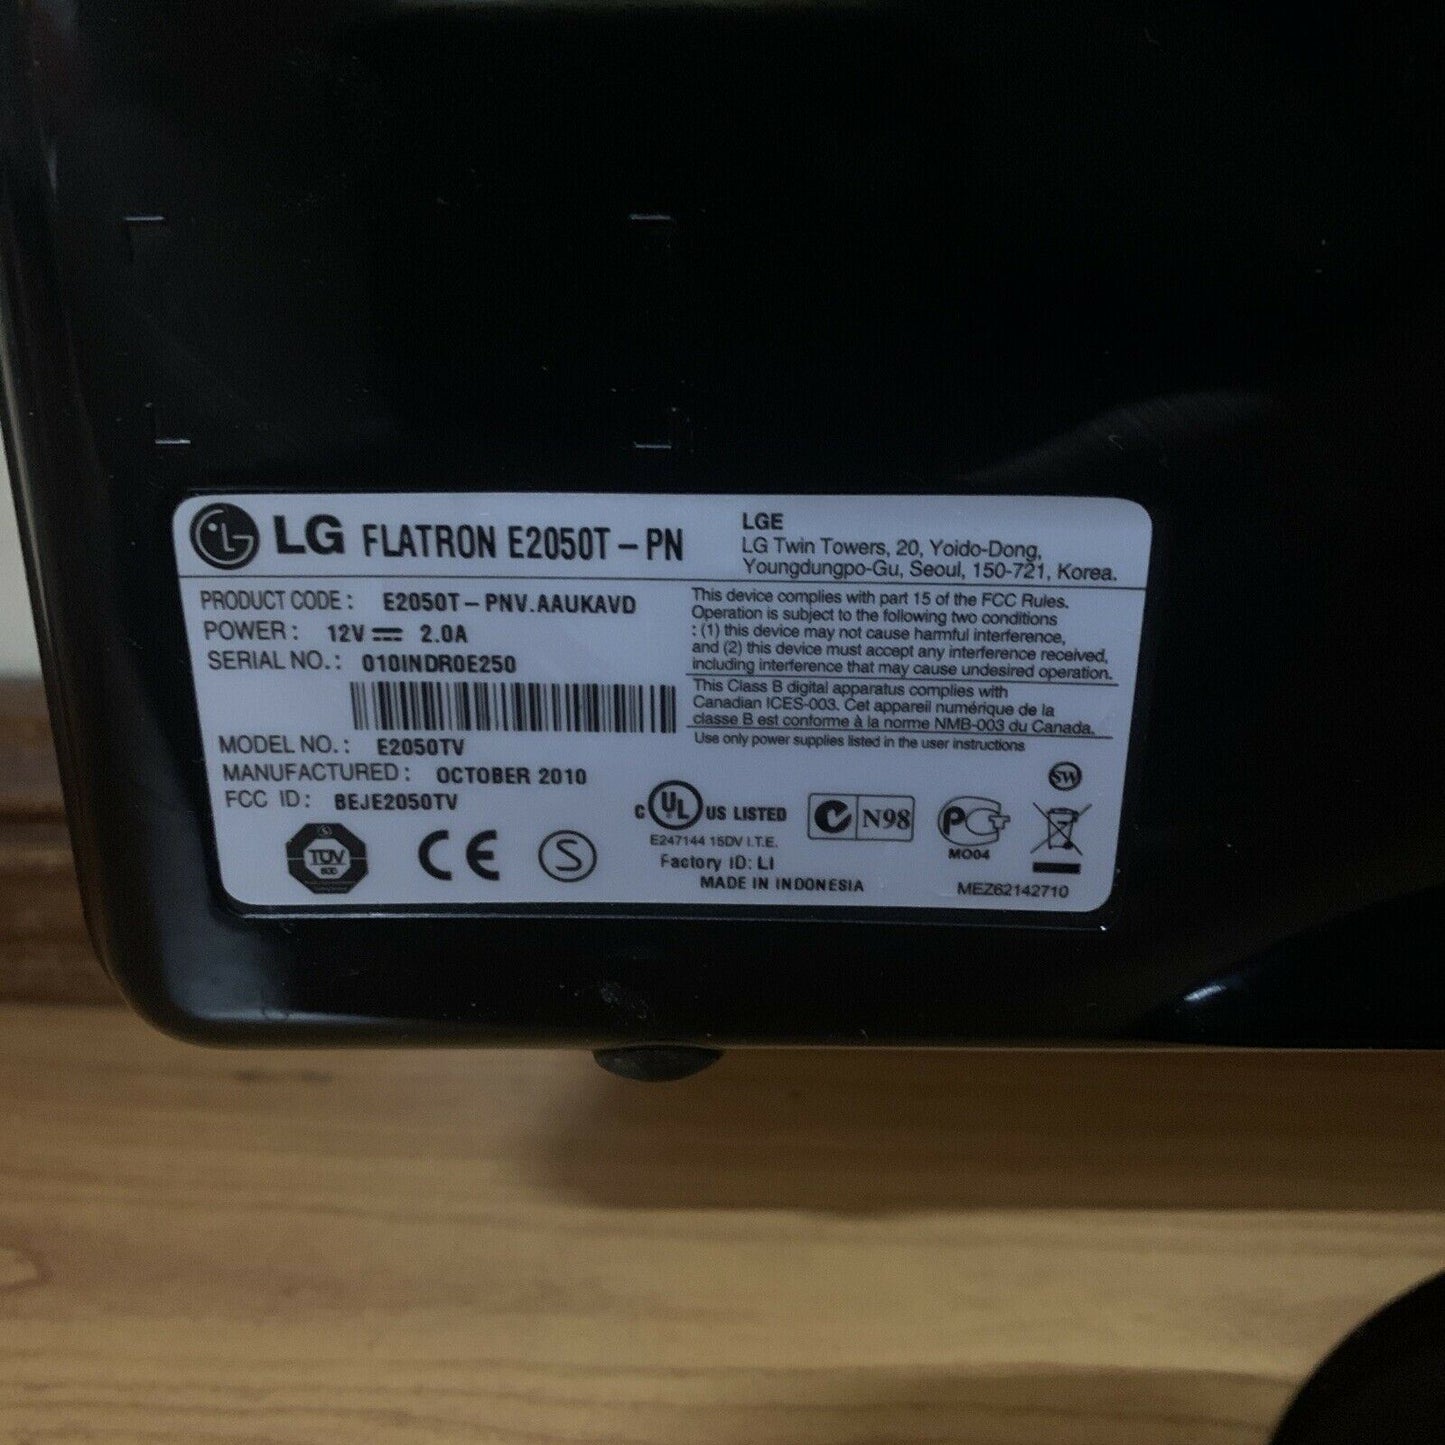 LG FLATRON E2050T-PN
LGE
LG Twin Towers, 20, Yoido-Dong,
Youngdungpo-Gu, Seoul, 150-721, Korea.
PRODUCT CODE: E2050T-PNV.AAUKAVD
POWER: 12V 2.0A
SERIAL NO.: 010INDR0E250
MODEL NO.: E2050TV
MANUFACTURED: OCTOBER 2010
FCC ID: BEJE2050TV
This device complies with part 15 of the FCC Rules.
Operation is subject to the following two conditions
: (1) this device may not cause harmful interference,
and (2) this device must accept any interference received,
including interference that may cause undesired operation.
This Class B digital apparatus complies with
Canadian ICES-003. Cet appareil numérique de la
classe B est conforme à la norme NMB-003 du Canada.
Use only power supplies listed in the user instructions
SW
TÜV
CE
S
C UL US LISTED
E247144 15DV I.T.E.
Factory ID: LI
MADE IN INDONESIA
N98
PCT
MO04
MEZ62142710